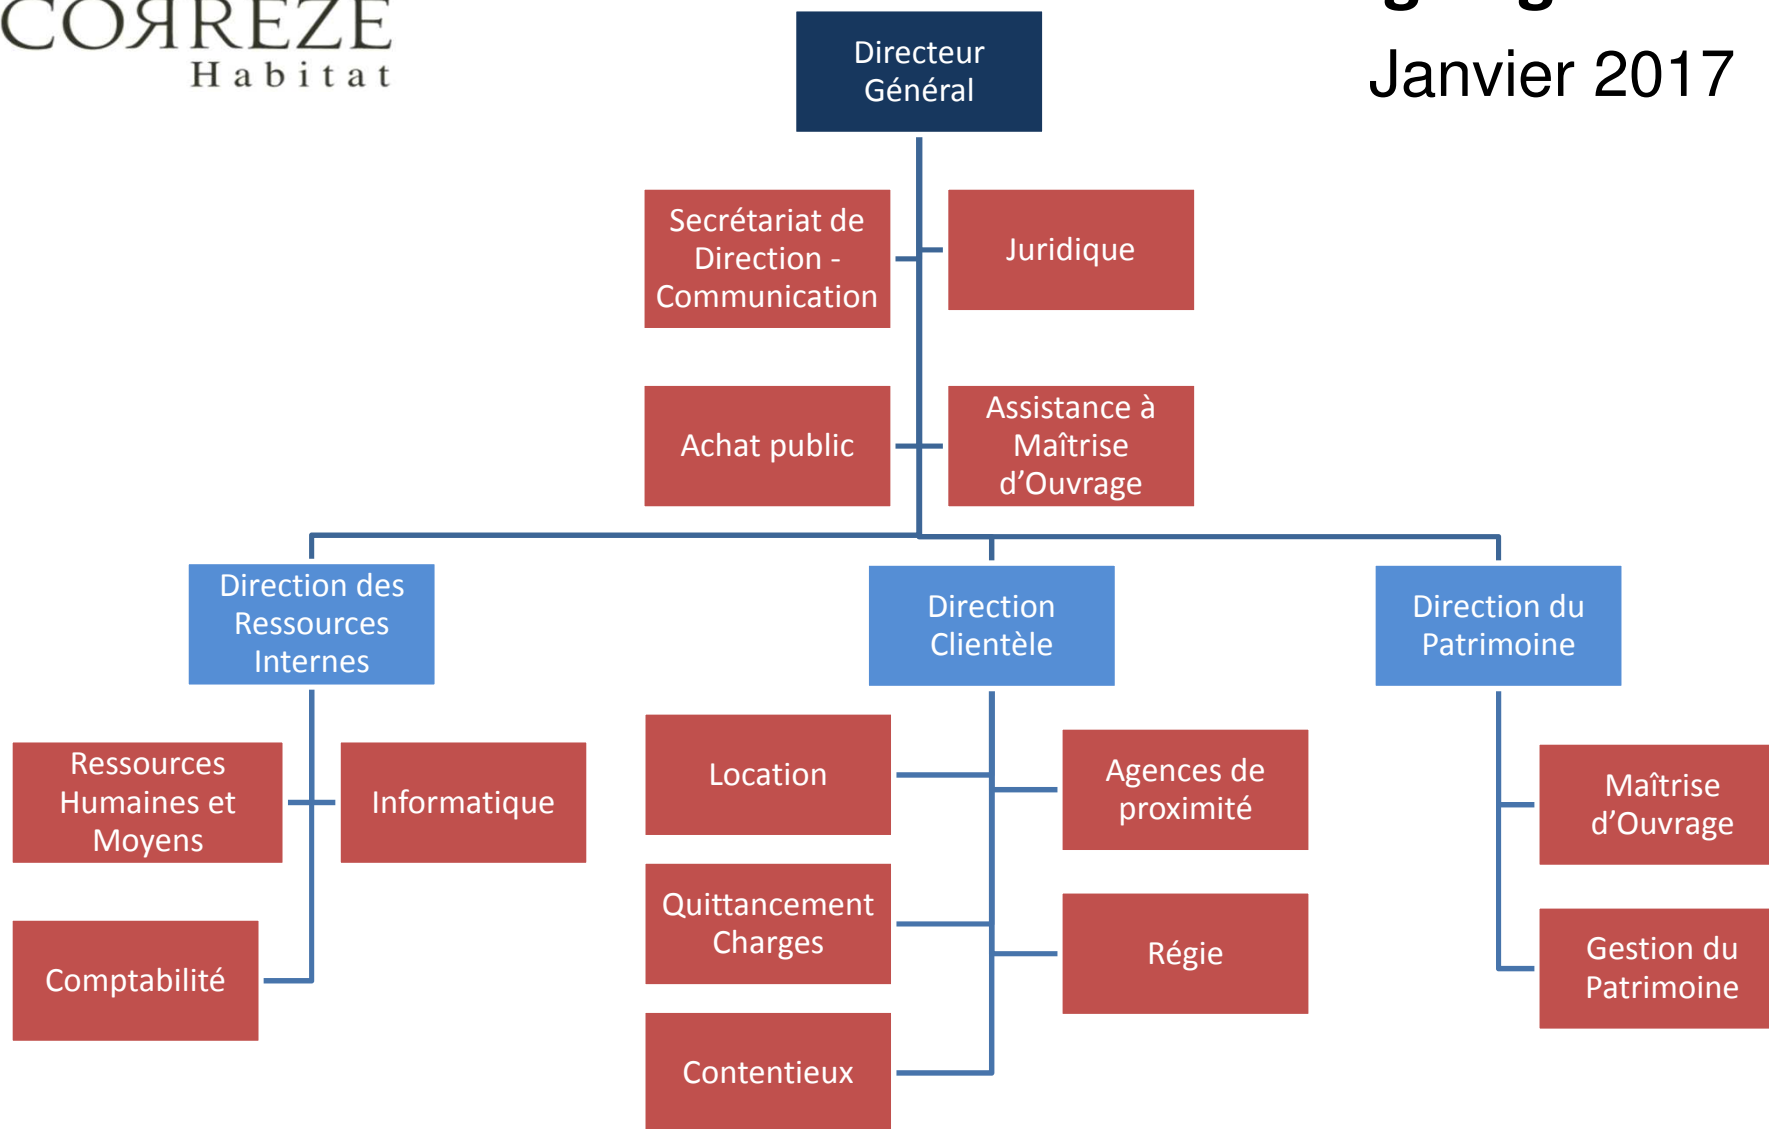 CORREZE
Habitat
Janvier 2017
Directeur
Général
Secrétariat de
Direction -
Communication
Juridique
Achat public
Assistance à
Maîtrise
d’Ouvrage
Direction des
Ressources
Internes
Direction
Clientèle
Direction du
Patrimoine
Ressources
Humaines et
Moyens
Informatique
Comptabilité
Location
Agences de
proximité
Quittancement
Charges
Régie
Contentieux
Maîtrise
d’Ouvrage
Gestion du
Patrimoine